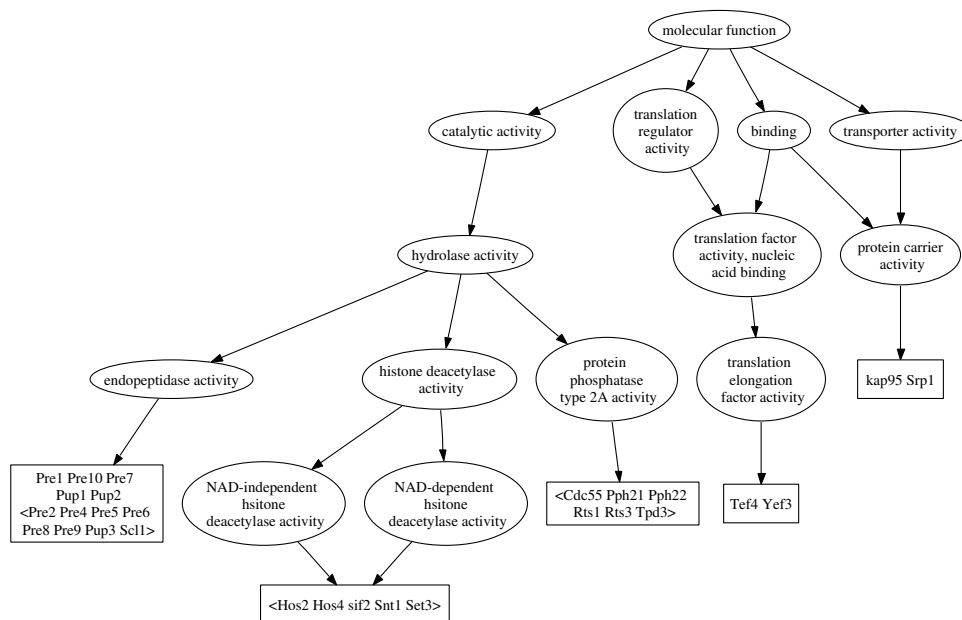 molecular function
catalytic activity
translation
regulator
activity
binding
transporter activity
hydrolase activity
translation factor
activity, nucleic
acid binding
protein carrier
activity
endopeptidase activity
histone deacetylase
activity
protein
phosphatase
type 2A activity
translation
elongation
factor activity
kap95 Srp1
Pre1 Pre10 Pre7
Pup1 Pup2
<Pre2 Pre4 Pre5 Pre6
Pre8 Pre9 Pup3 Scl1>
NAD-independent
hsitone
deacetylase activity
NAD-dependent
hsitone
deacetylase activity
<Cdc55 Pph21 Pph22
Rts1 Rts3 Tpd3>
Tef4 Yef3
<Hos2 Hos4 sif2 Snt1 Set3>